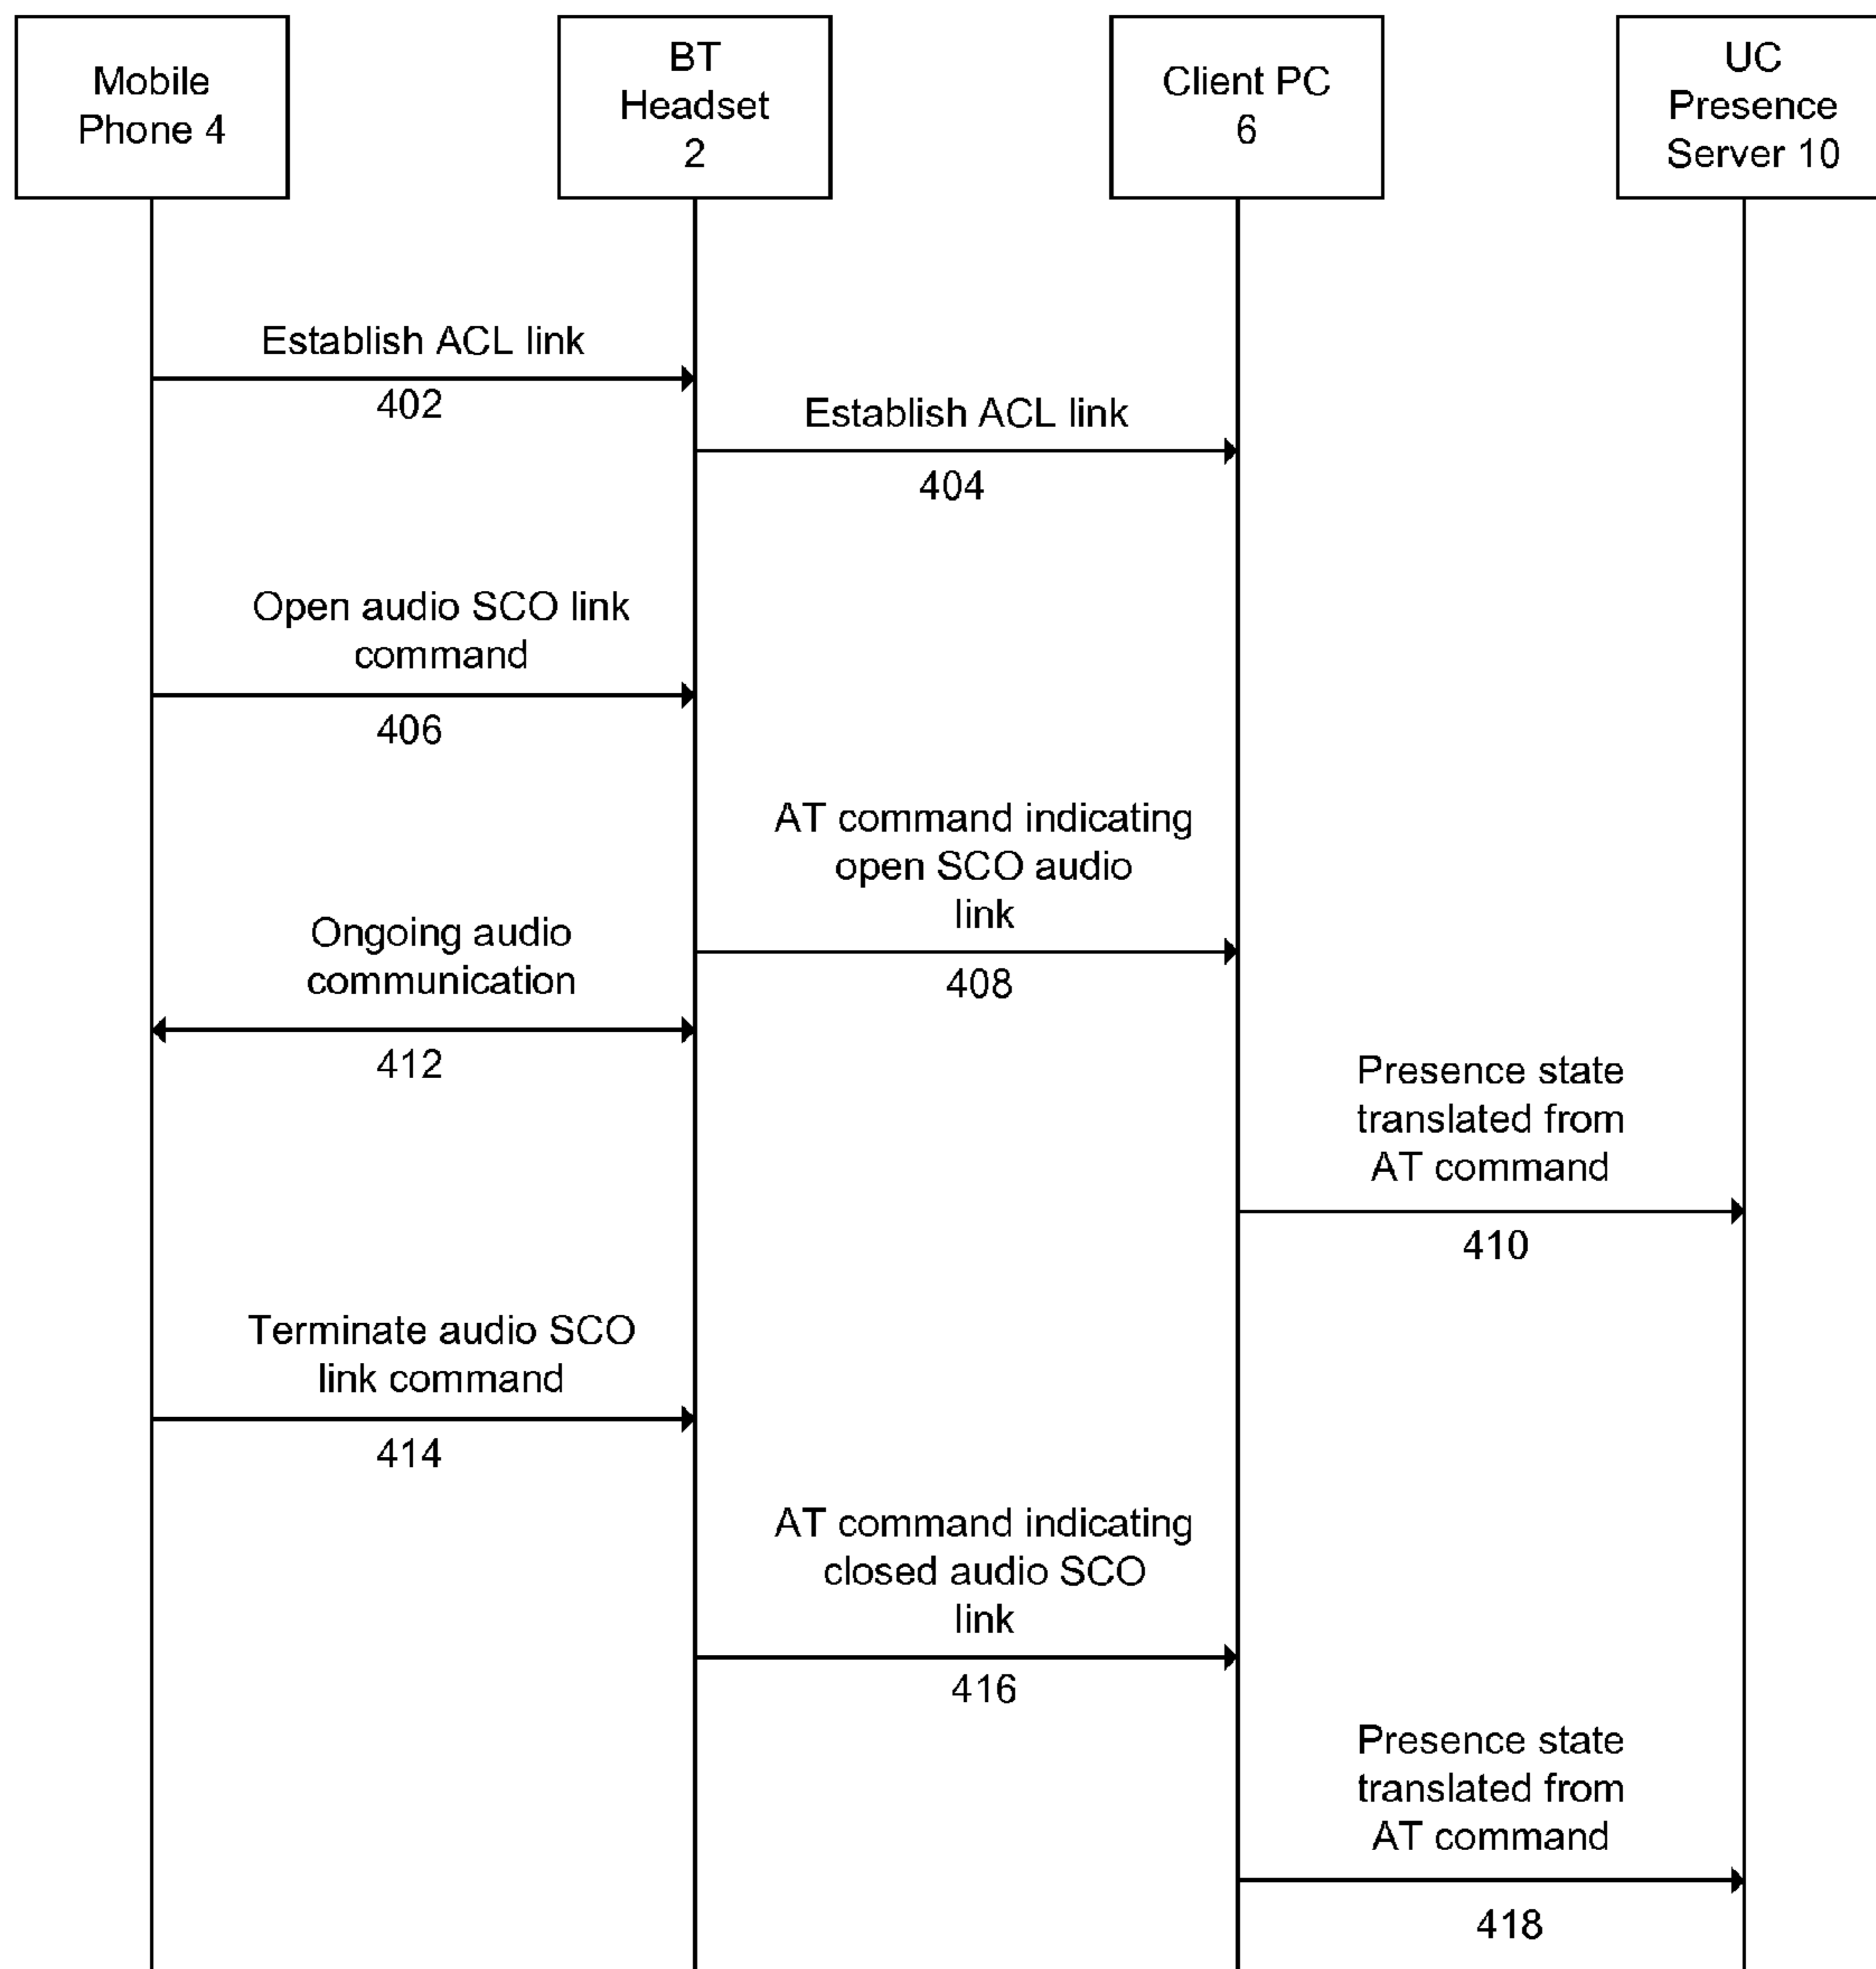 Mobile
Phone 4
BT
Headset
2
Client PC
6
UC
Presence
Server 10
Establish ACL link
402
Establish ACL link
404
Open audio SCO link
command
406
AT command indicating
open SCO audio
link
408
Ongoing audio
communication
412
Presence state
translated from
AT command
410
Terminate audio SCO
link command
414
AT command indicating
closed audio SCO
link
416
Presence state
translated from
AT command
418